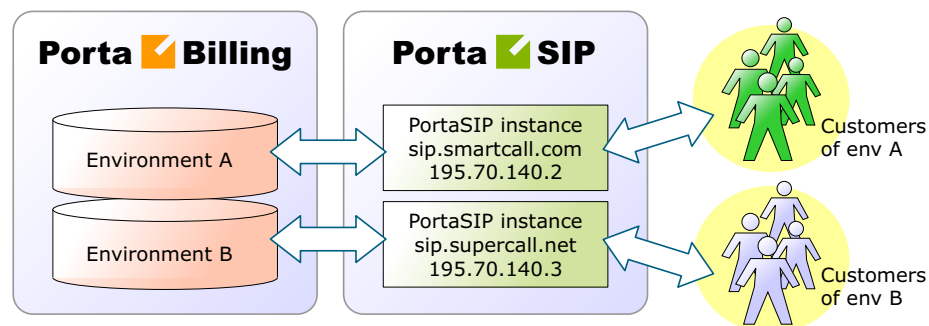 Porta Billing
Porta SIP
Environment A
Environment B
PortaSIP instance
sip.smartcall.com
195.70.140.2
PortaSIP instance
sip.supercall.net
195.70.140.3
Customers
of env A
Customers
of env B